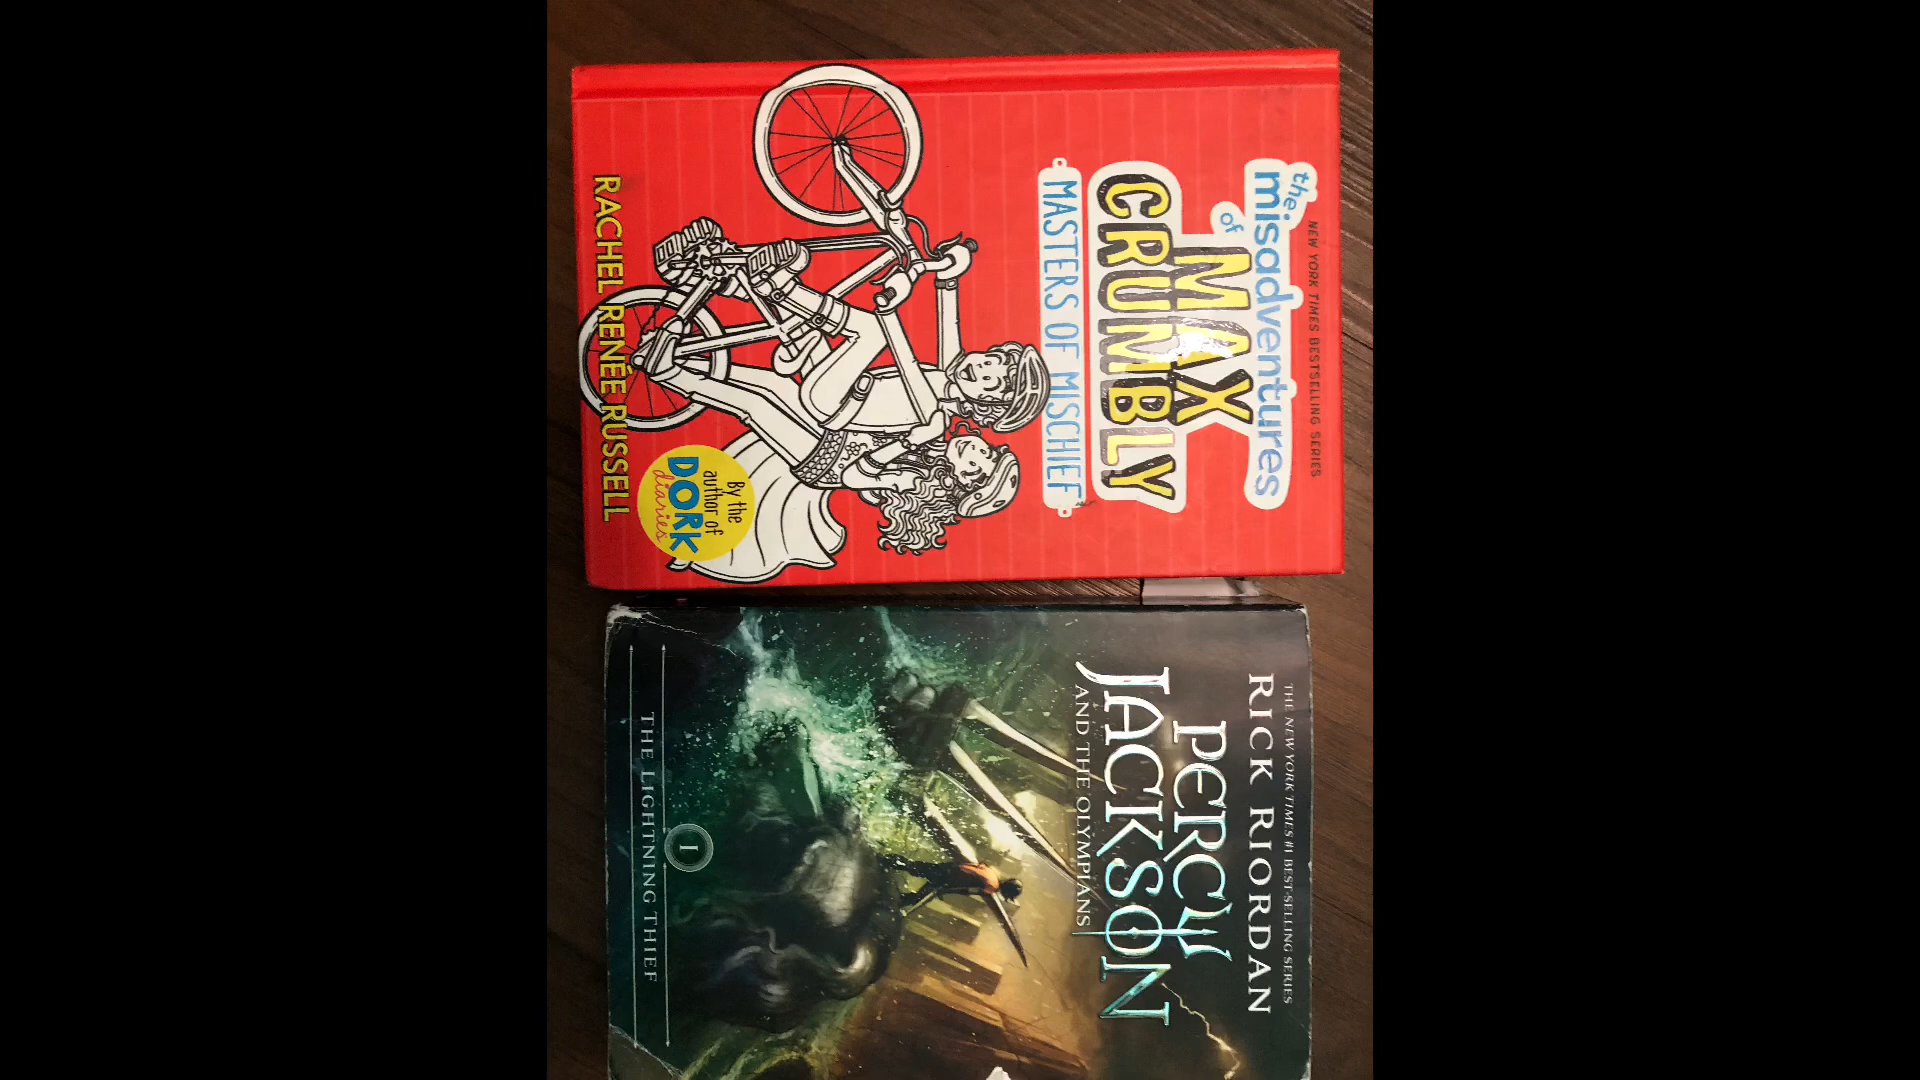 NEW YORK TIMES BESTSELLING SERIES
the
misadventures
of
MAX
CRUMBLY
MASTERS OF MISCHIEF
By the
author of
DORK
diaries
RACHEL RENÉE RUSSELL
THE NEW YORK TIMES #1 BEST-SELLING SERIES
RICK RIORDAN
PERCY
JACKSON
AND THE OLYMPIANS
I
THE LIGHTNING THIEF